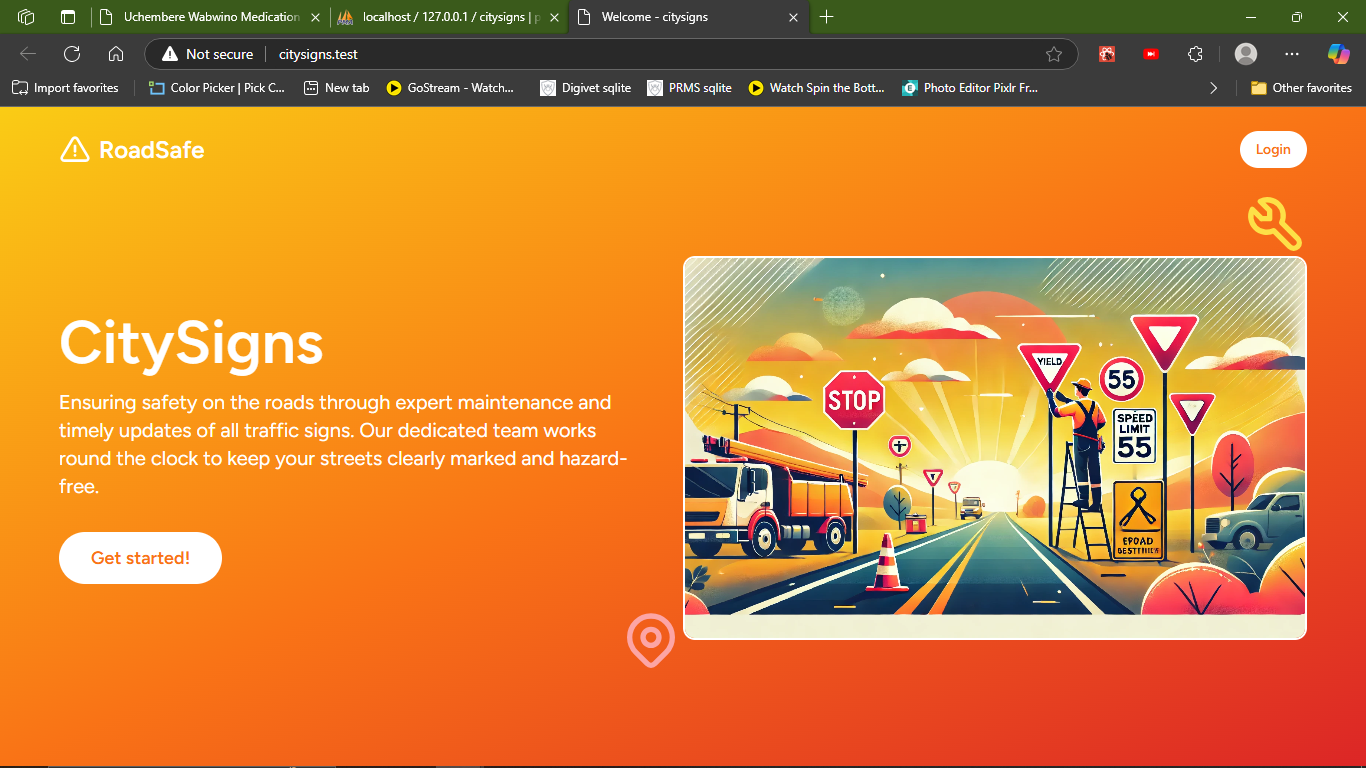 Uchembere Wabwino Medication
localhost / 127.0.0.1 / citysigns | p
Welcome - citysigns
Not secure
citysigns.test
Import favorites
Color Picker | Pick C...
New tab
GoStream - Watch...
Digivet sqlite
PRMS sqlite
Watch Spin the Bott...
Photo Editor Pixlr Fr...
Other favorites
RoadSafe
Login
CitySigns
Ensuring safety on the roads through expert maintenance and
timely updates of all traffic signs. Our dedicated team works
round the clock to keep your streets clearly marked and hazard-
free.
Get started!
YIELD
STOP
55
SPEED
LIMIT
55